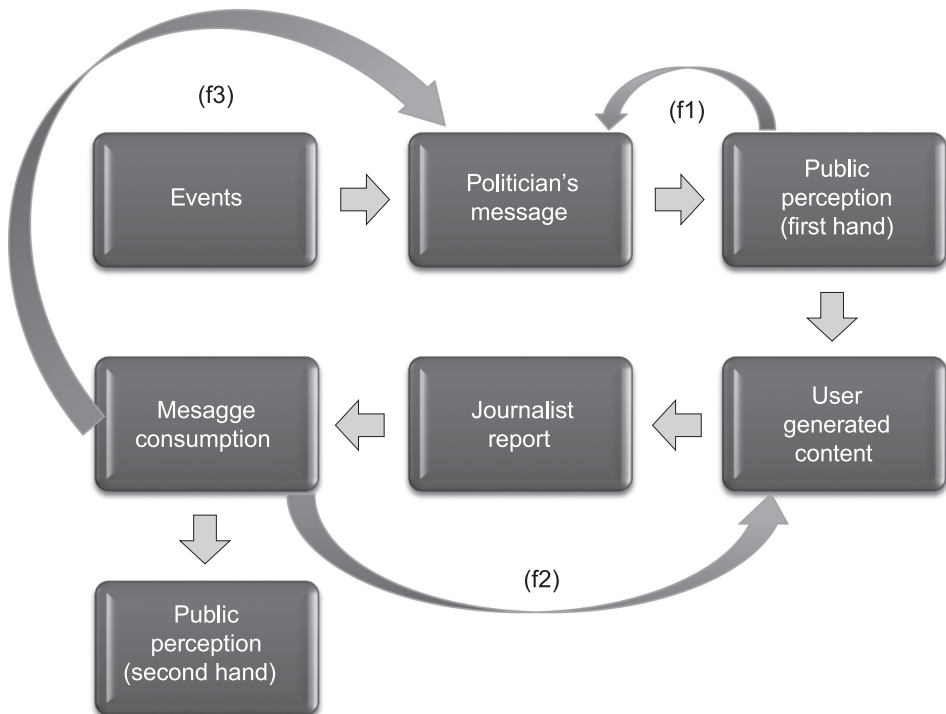 (f3)
(f1)
Events
Politician's
message
Public
perception
(first hand)
Mesagge
consumption
Journalist
report
User
generated
content
(f2)
Public
perception
(second hand)